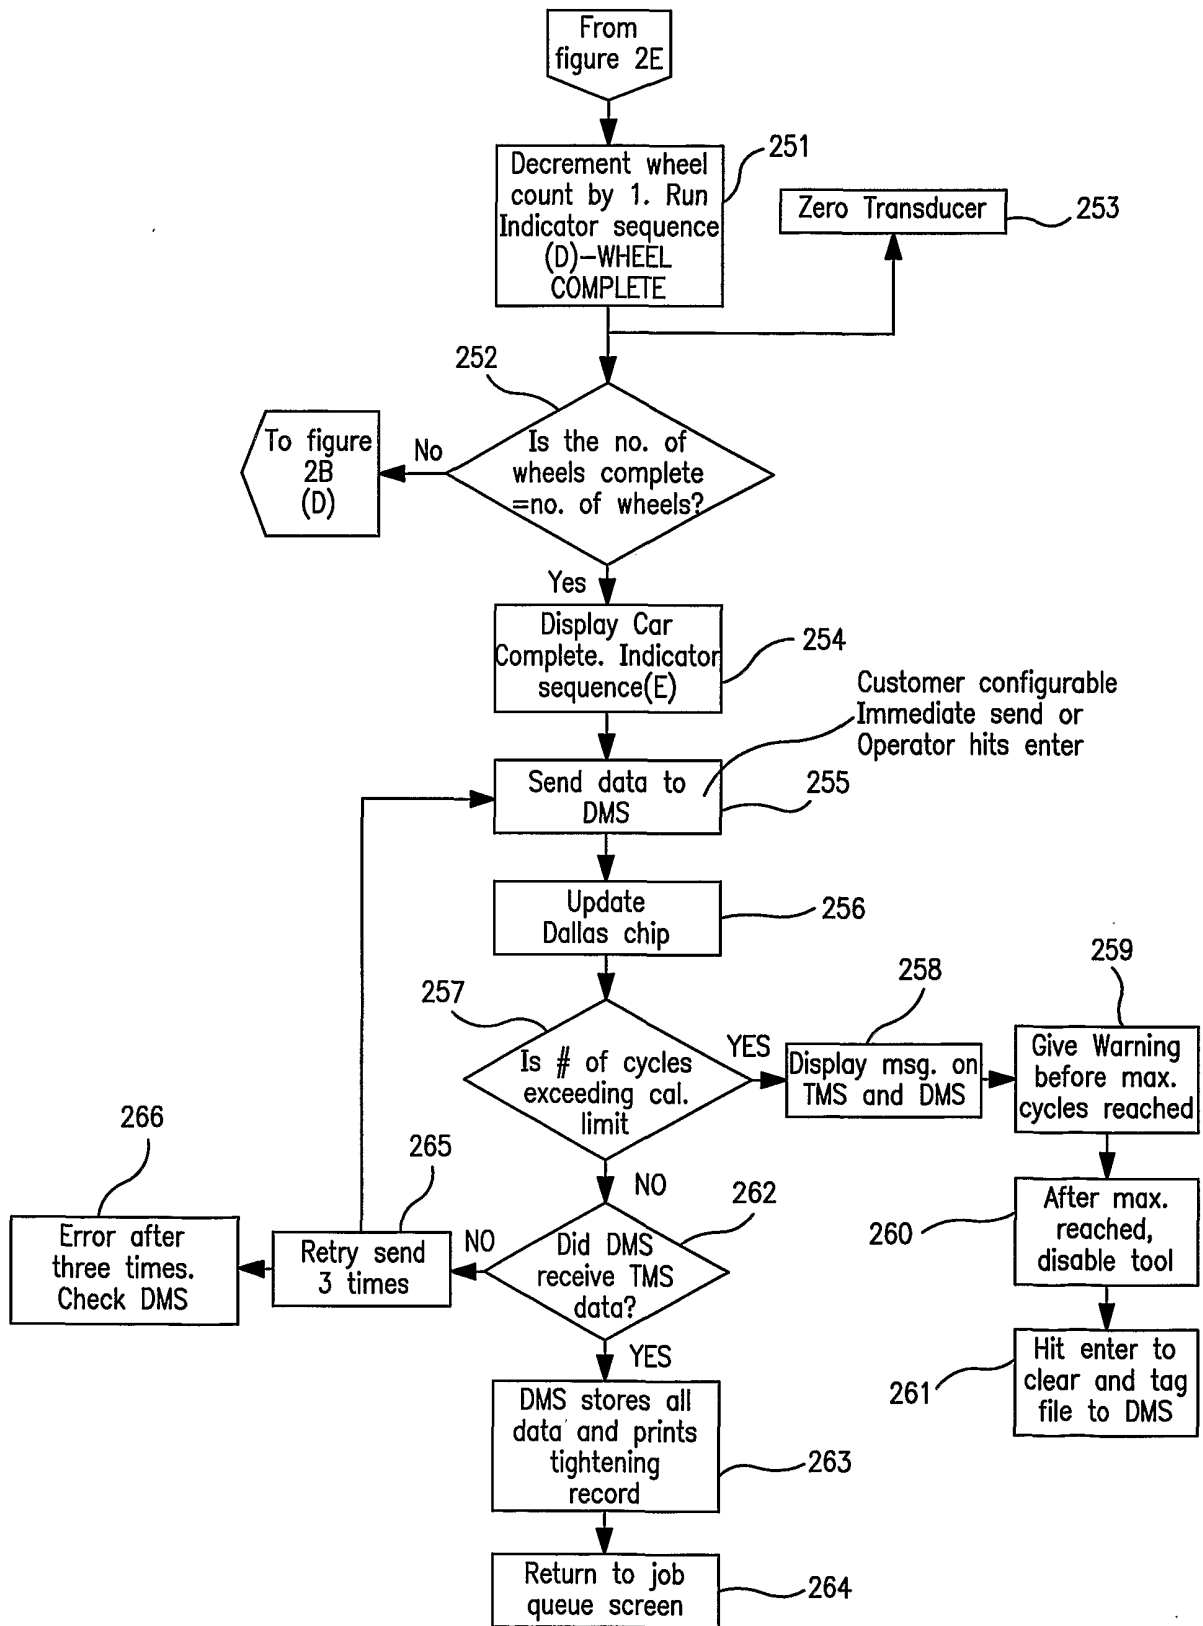 From
figure 2E
251
Decrement wheel
count by 1. Run
Indicator sequence
(D)-WHEEL
COMPLETE
Zero Transducer
253
252
To figure
2B
(D)
No
Is the no. of
wheels complete
=no. of wheels?
Yes
Display Car
Complete. Indicator
sequence(E)
254
Customer configurable
Immediate send or
Operator hits enter
Send data to
DMS
255
Update
Dallas chip
256
257
258
259
Is # of cycles
exceeding cal.
limit
YES
Display msg. on
TMS and DMS
Give Warning
before max.
cycles reached
NO
266
265
262
260
After max.
reached,
disable tool
Error after
three times.
Check DMS
Retry send
3 times
NO
Did DMS
receive TMS
data?
YES
261
Hit enter to
clear and tag
file to DMS
DMS stores all
data and prints
tightening
record
263
Return to job
queue screen
264